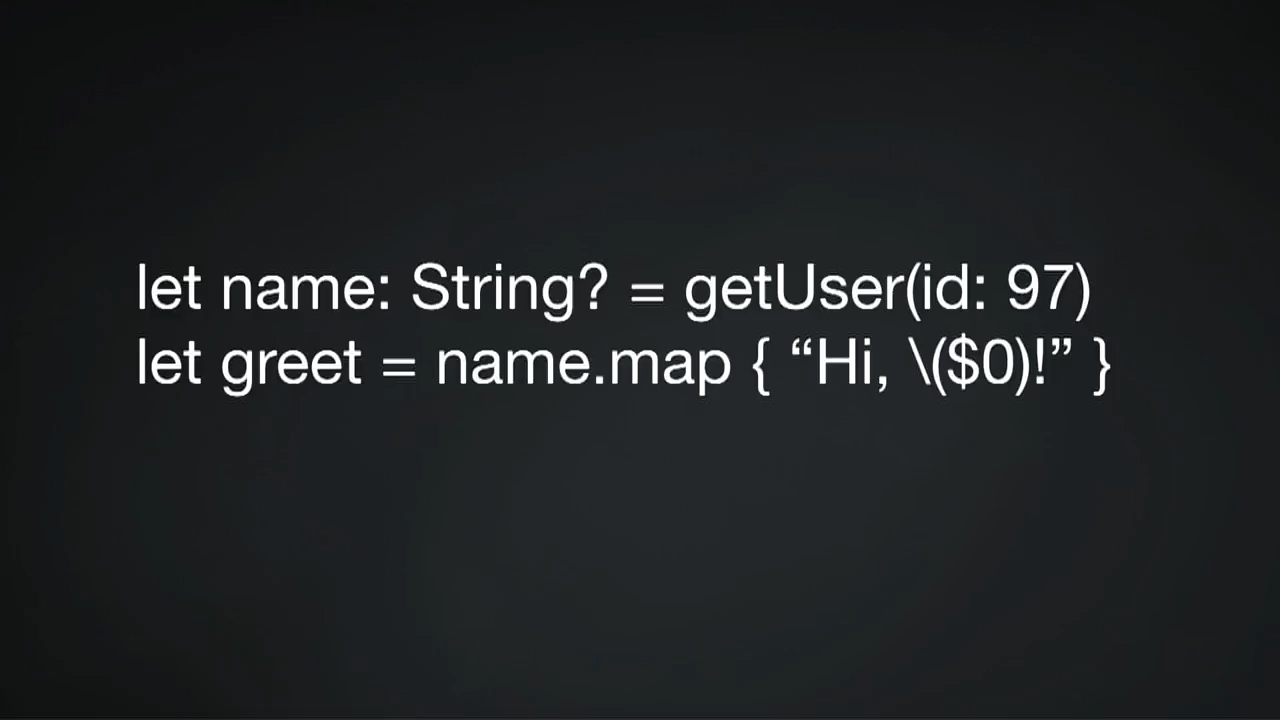 let name: String? = getUser(id: 97)
let greet = name.map { “Hi, \($0)!” }